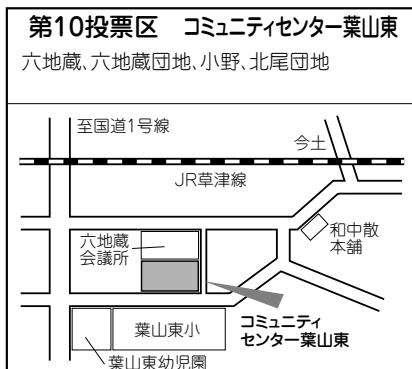 第10投票区 コミュニティセンター葉山東
六地蔵、六地蔵団地、小野、北尾団地
至国道1号線
今土
JR草津線
六地蔵
会議所
和中散
本舗
コミュニティ
センター葉山東
葉山東小
葉山東幼児園